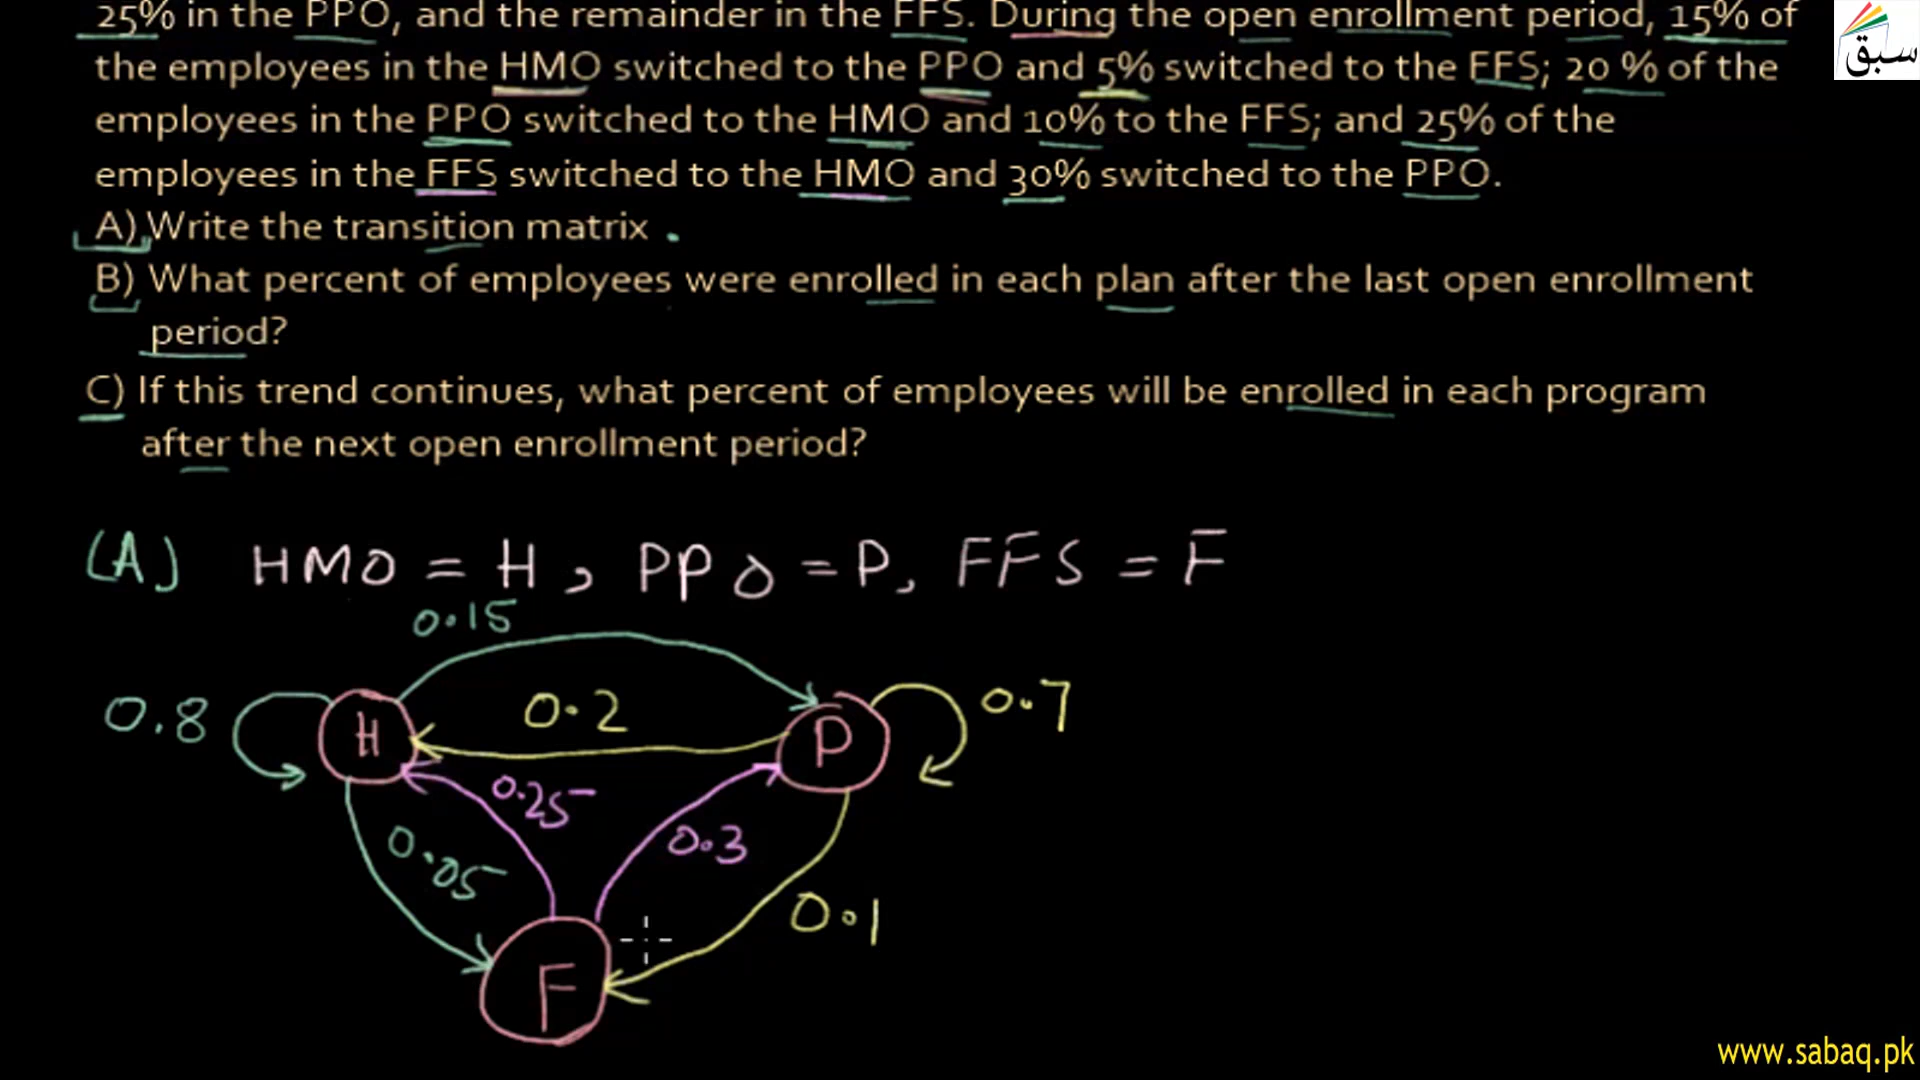 25% in the PPO, and the remainder in the FFS. During the open enrollment period, 15% of
the employees in the HMO switched to the PPO and 5% switched to the FFS; 20 % of the
employees in the PPO switched to the HMO and 10% to the FFS; and 25% of the
employees in the FFS switched to the HMO and 30% switched to the PPO.
A) Write the transition matrix .
B) What percent of employees were enrolled in each plan after the last open enrollment
period?
C) If this trend continues, what percent of employees will be enrolled in each program
after the next open enrollment period?
سبق
(A) HMO = H, PPO = P, FFS = F
0.15
0.8
H
0.2
P
0.7
0.25
0.05
0.3
0.1
F
www.sabaq.pk